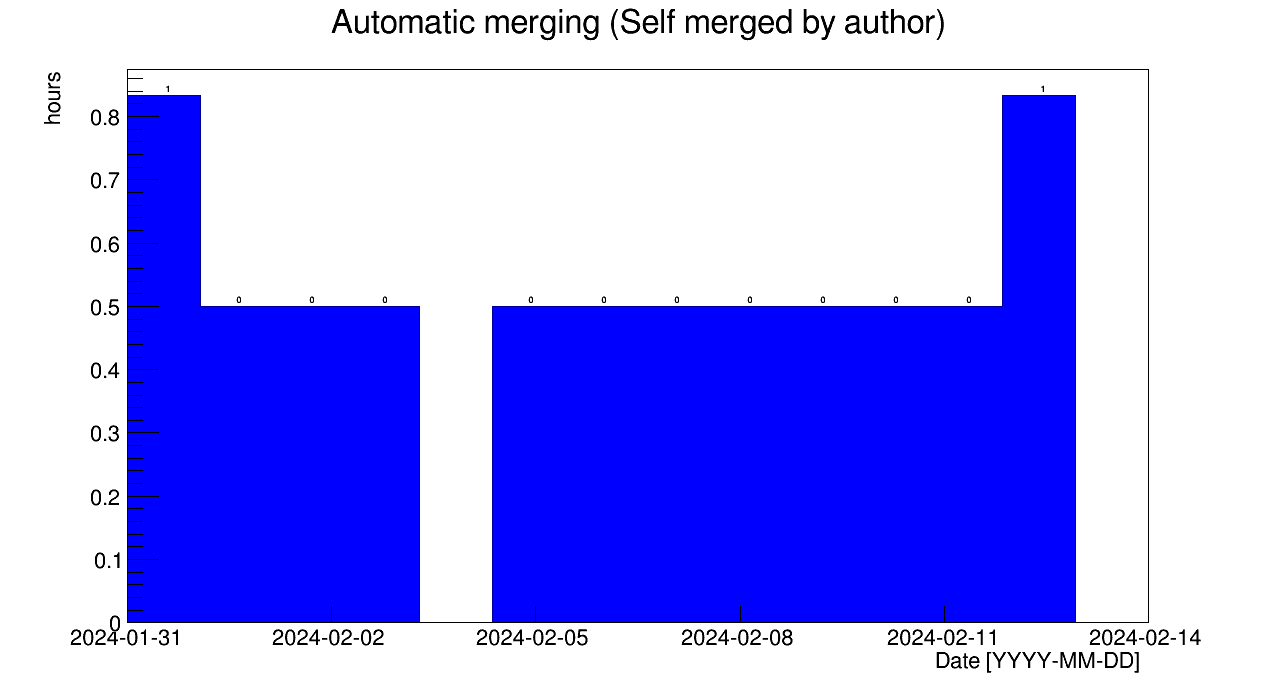 Automatic merging (Self merged by author)
hours
0.8
0.7
0.6
0.5
0.4
0.3
0.2
0.1
0
1
0 0 0 0 0 0 0 0 0 0
1
2024-01-31 2024-02-02 2024-02-05 2024-02-08 2024-02-11 2024-02-14
Date [YYYY-MM-DD]